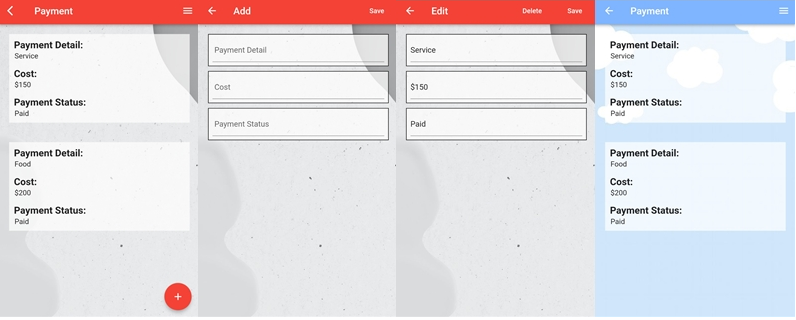 Payment
Payment Detail:
Service
Cost:
$150
Payment Status:
Paid
Payment Detail:
Food
Cost:
$200
Payment Status:
Paid
+
Add Save
Payment Detail
Cost
Payment Status
Edit Delete Save
Service
$150
Paid
Payment
Payment Detail:
Service
Cost:
$150
Payment Status:
Paid
Payment Detail:
Food
Cost:
$200
Payment Status:
Paid